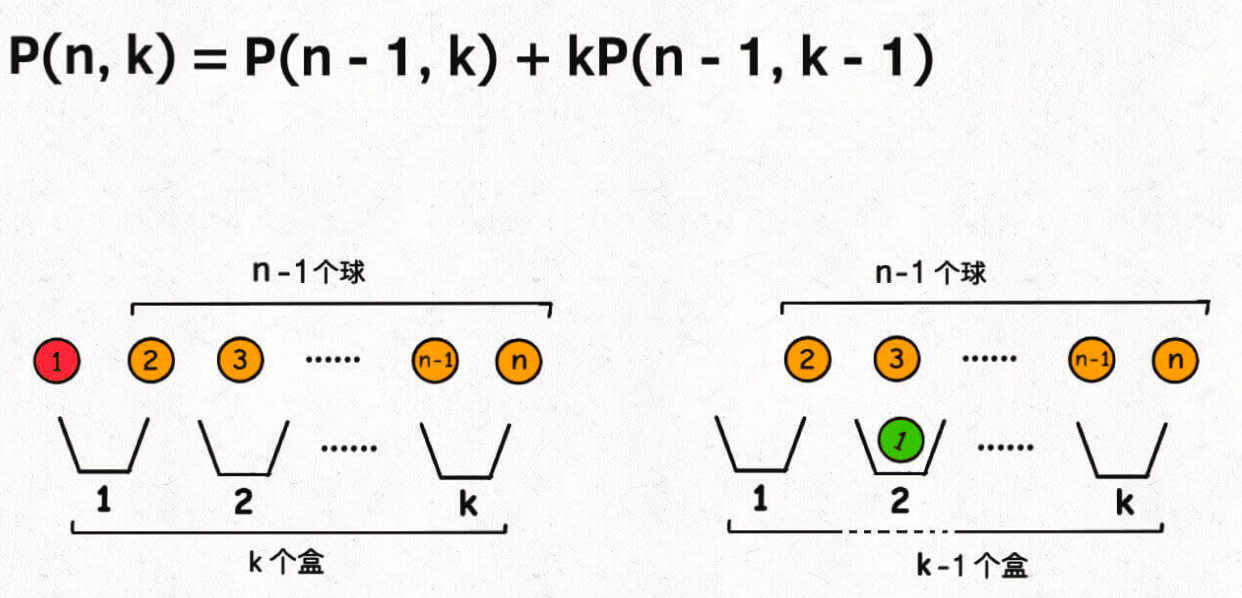 P(n, k) = P(n - 1, k) + kP(n - 1, k - 1)
n-1个球
1 2 3 ······ n-1 n
1 2 ······ k
k个盒
n-1个球
2 3 ······ n-1 n
1
1 2 ······ k
k-1个盒